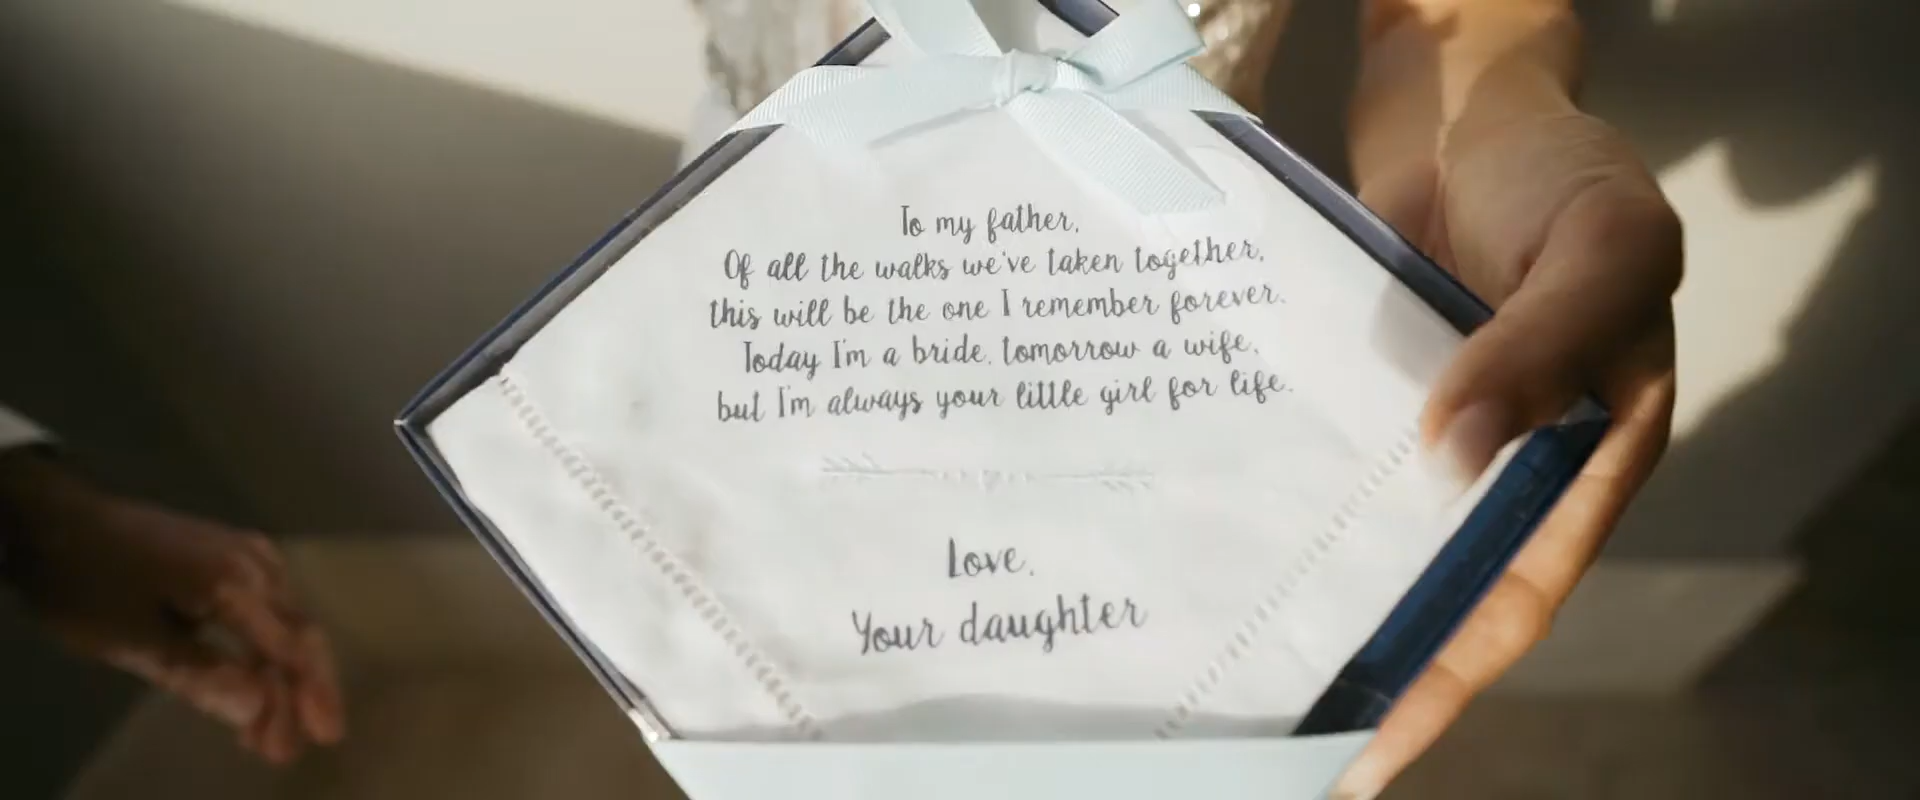 To my father,
Of all the walks we've taken together,
this will be the one I remember forever.
Today I'm a bride, tomorrow a wife,
but I'm always your little girl for life.
Love,
Your daughter